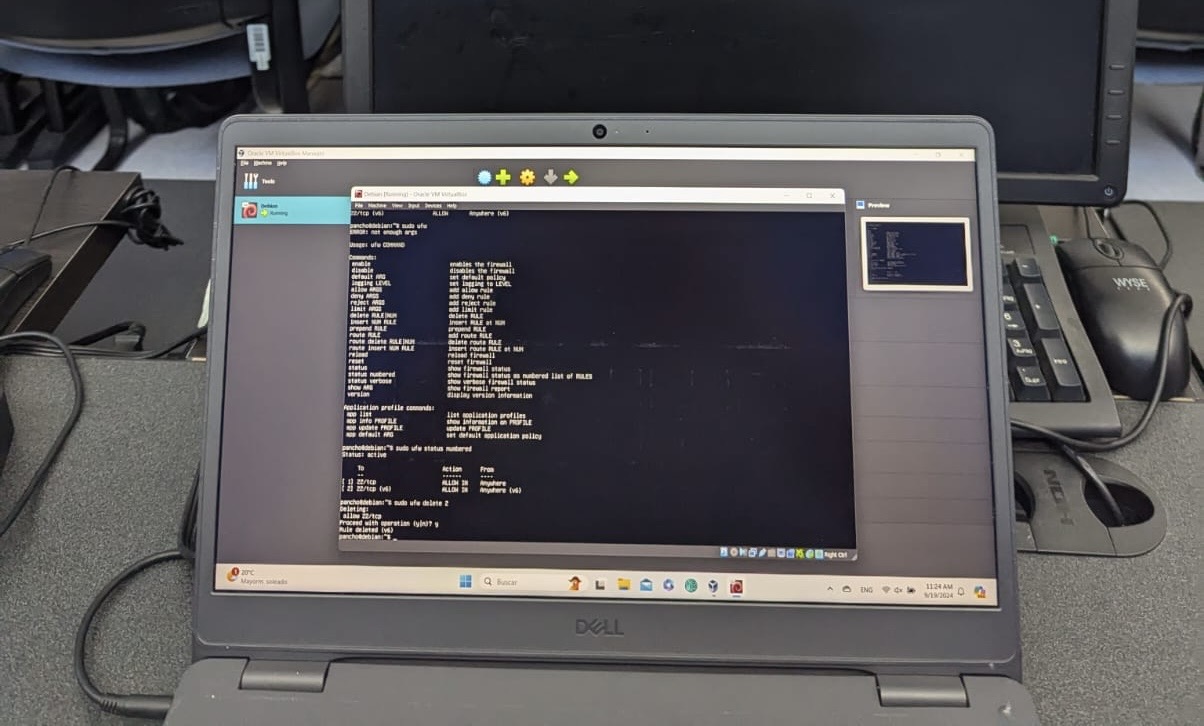 Oracle VM VirtualBox Manager
File Machine Help
Tools
Debian
Running
Preview
Debian [Running] - Oracle VM VirtualBox
File Machine View Input Devices Help
22/tcp (v6) ALLOW Anywhere (v6)
pancho@debian:~$ sudo ufw
ERROR: not enough args
Usage: ufw COMMAND
Commands:
enable enables the firewall
disable disables the firewall
default ARG set default policy
logging LEVEL set logging to LEVEL
allow ARGS add allow rule
deny ARGS add deny rule
reject ARGS add reject rule
limit ARGS add limit rule
delete RULE|NUM delete RULE
insert NUM RULE insert RULE at NUM
prepend RULE prepend RULE
route RULE add route RULE
route delete RULE|NUM delete route RULE
route insert NUM RULE insert route RULE at NUM
reload reload firewall
reset reset firewall
status show firewall status
status numbered show firewall status as numbered list of RULES
status verbose show verbose firewall status
show ARG show firewall report
version display version information
Application profile commands:
app list list application profiles
app info PROFILE show information on PROFILE
app update PROFILE update PROFILE
app default ARG set default application policy
pancho@debian:~$ sudo ufw status numbered
Status: active
To Action From
-- ------ ----
[ 1] 22/tcp ALLOW IN Anywhere
[ 2] 22/tcp (v6) ALLOW IN Anywhere (v6)
pancho@debian:~$ sudo ufw delete 2
Deleting:
allow 22/tcp
Proceed with operation (y|n)? y
Rule deleted (v6)
pancho@debian:~$ _
Right Ctrl
20°C
Mayorm. soleado
Buscar
ENG
11:24 AM
9/19/2024
DELL
WYSE